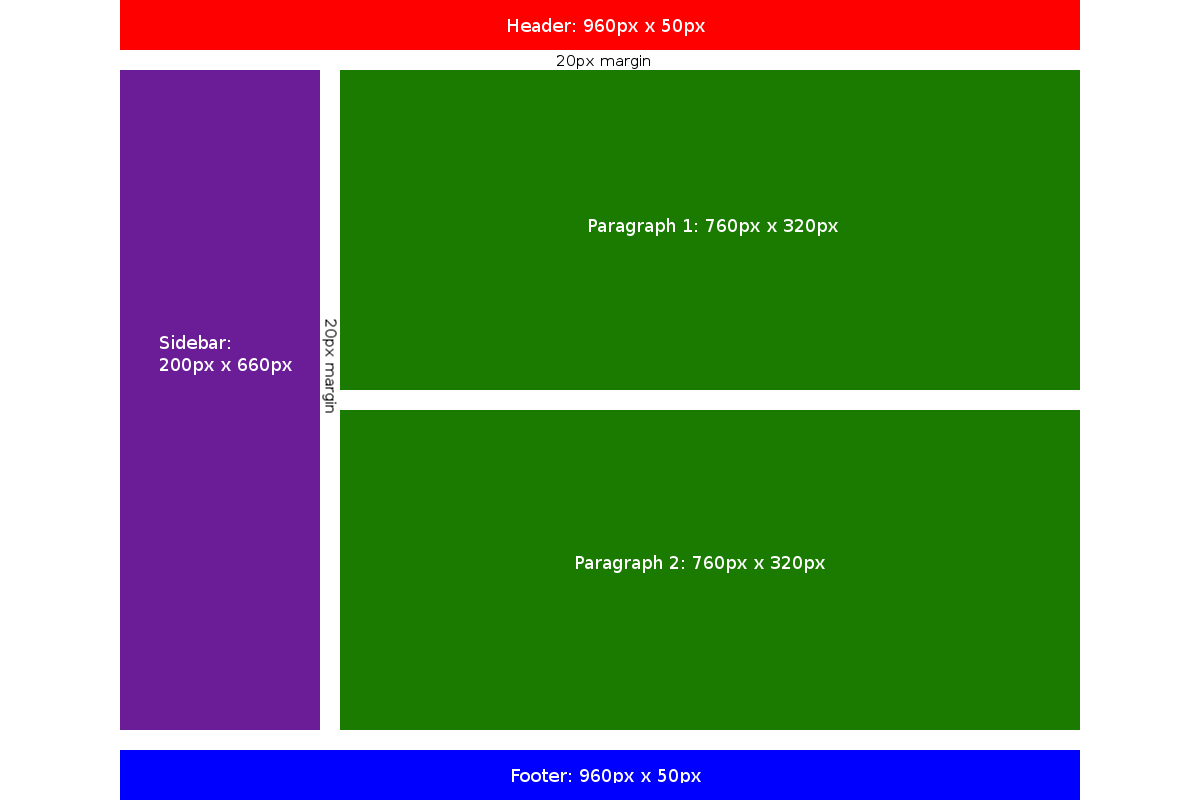 Header: 960px x 50px
20px margin
Paragraph 1: 760px x 320px
Sidebar:
200px x 660px
20px margin
Paragraph 2: 760px x 320px
Footer: 960px x 50px